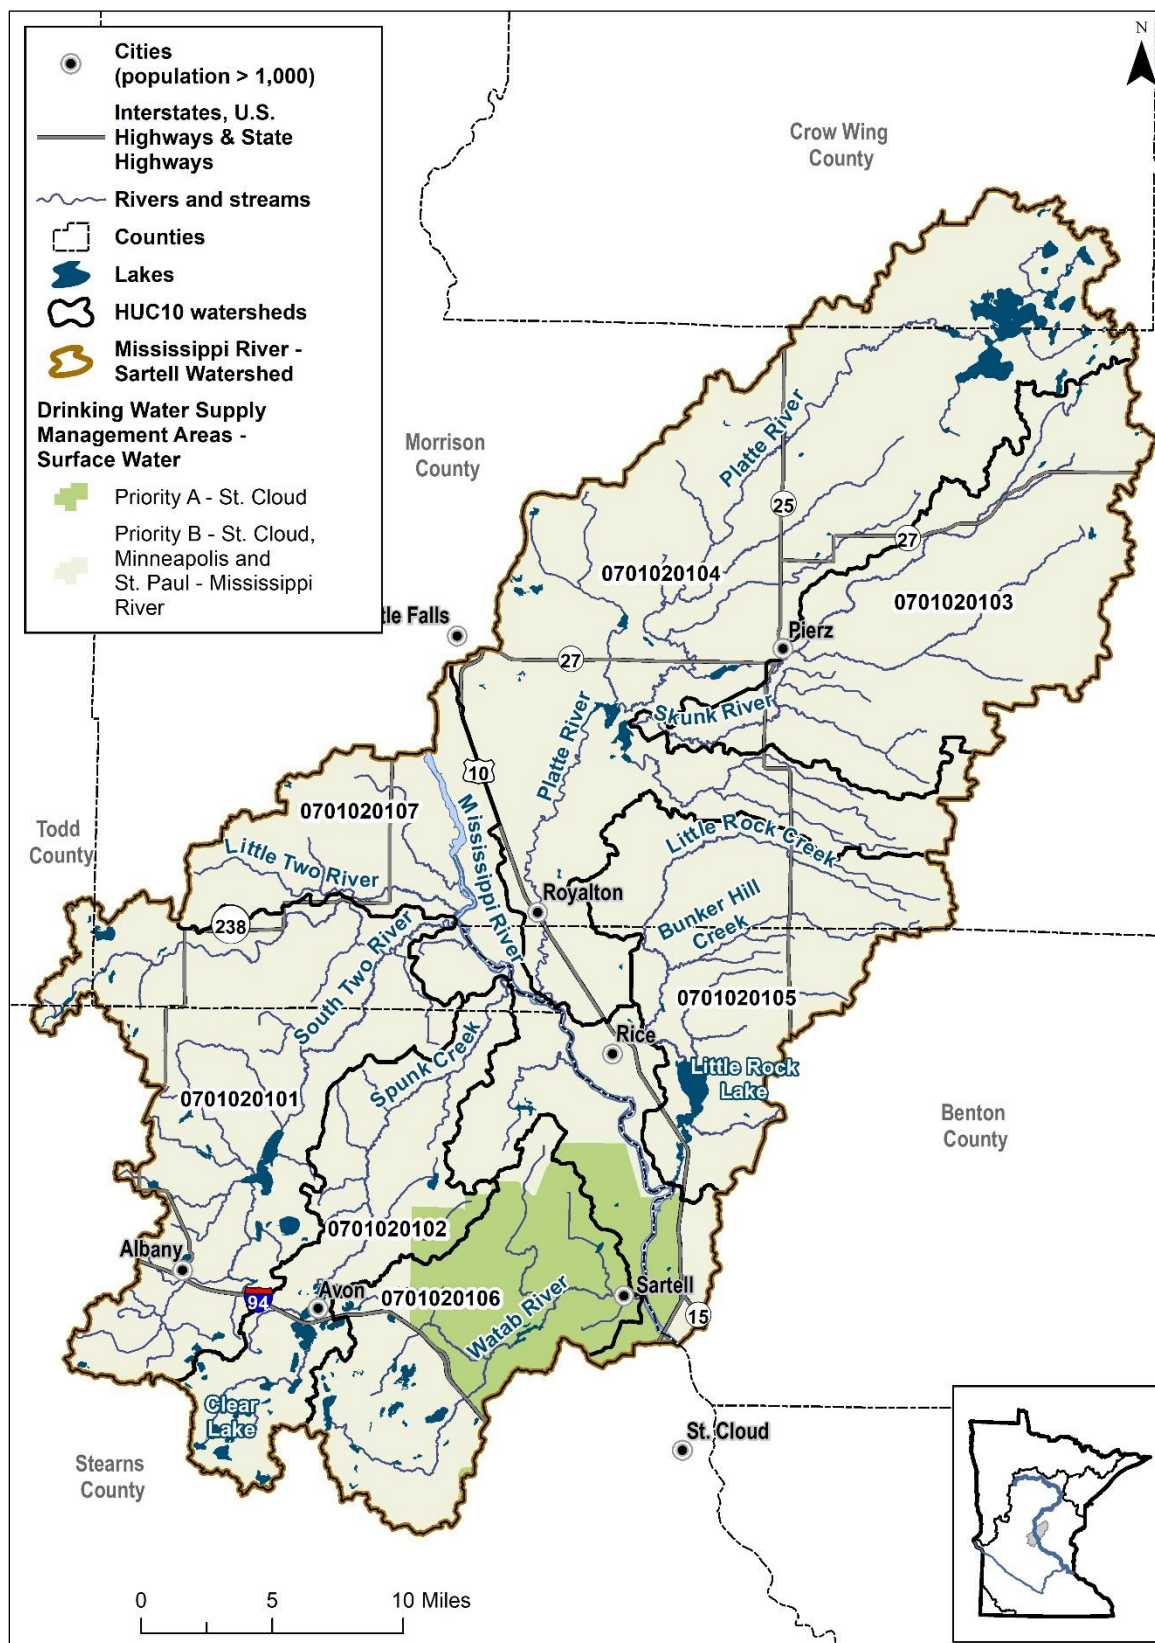 Cities
(population > 1,000)
Interstates, U.S.
Highways & State
Highways
Rivers and streams
Counties
Lakes
HUC10 watersheds
Mississippi River -
Sartell Watershed
Drinking Water Supply
Management Areas -
Surface Water
Priority A - St. Cloud
Priority B - St. Cloud,
Minneapolis and
St. Paul - Mississippi
River
N
Crow Wing
County
Morrison
County
Platte River
25
27
0701020104
0701020103
tle Falls
Pierz
27
Skunk River
Platte River
10
Mississippi River
0701020107
Todd
County
Little Two River
Little Rock Creek
Royalton
Bunker Hill
Creek
238
South Two River
0701020105
Rice
Spunk Creek
Little Rock
Lake
0701020101
Benton
County
0701020102
Albany
Avon
94
0701020106
Sartell
Watab River
15
Clear
Lake
St. Cloud
Stearns
County
0
5
10 Miles